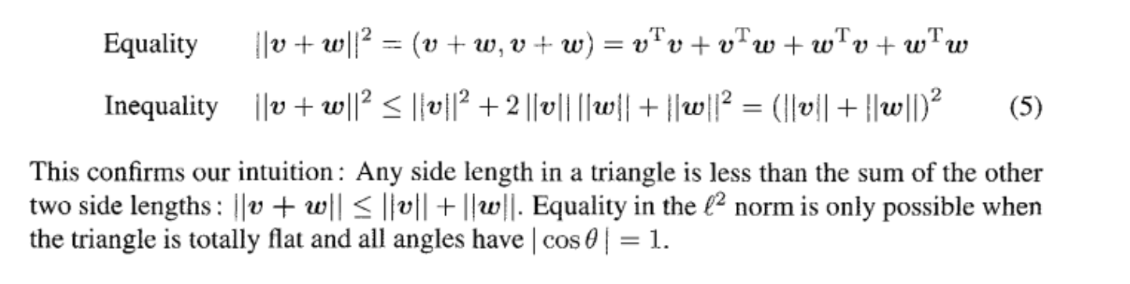 Equality ||v + w||² = (v + w, v + w) = vᵀv + vᵀw + wᵀv + wᵀw
Inequality ||v + w||² ≤ ||v||² + 2 ||v|| ||w|| + ||w||² = (||v|| + ||w||)² (5)
This confirms our intuition : Any side length in a triangle is less than the sum of the other
two side lengths : ||v + w|| ≤ ||v|| + ||w||. Equality in the ℓ² norm is only possible when
the triangle is totally flat and all angles have | cos θ | = 1.